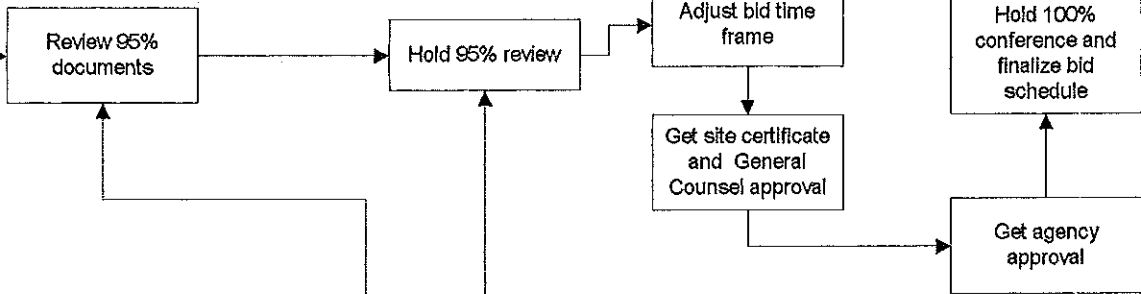 Review 95%
documents
Hold 95% review
Adjust bid time
frame
Get site certificate
and General
Counsel approval
Get agency
approval
Hold 100%
conference and
finalize bid
schedule